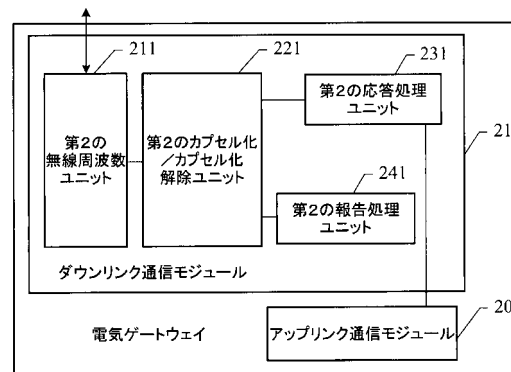 211
221
231
第2の
無線周波数
ユニット
第2のカプセル化
／カプセル化
解除ユニット
第2の応答処理
ユニット
21
241
第2の報告処理
ユニット
ダウンリンク通信モジュール
電気ゲートウェイ
アップリンク通信モジュール
20